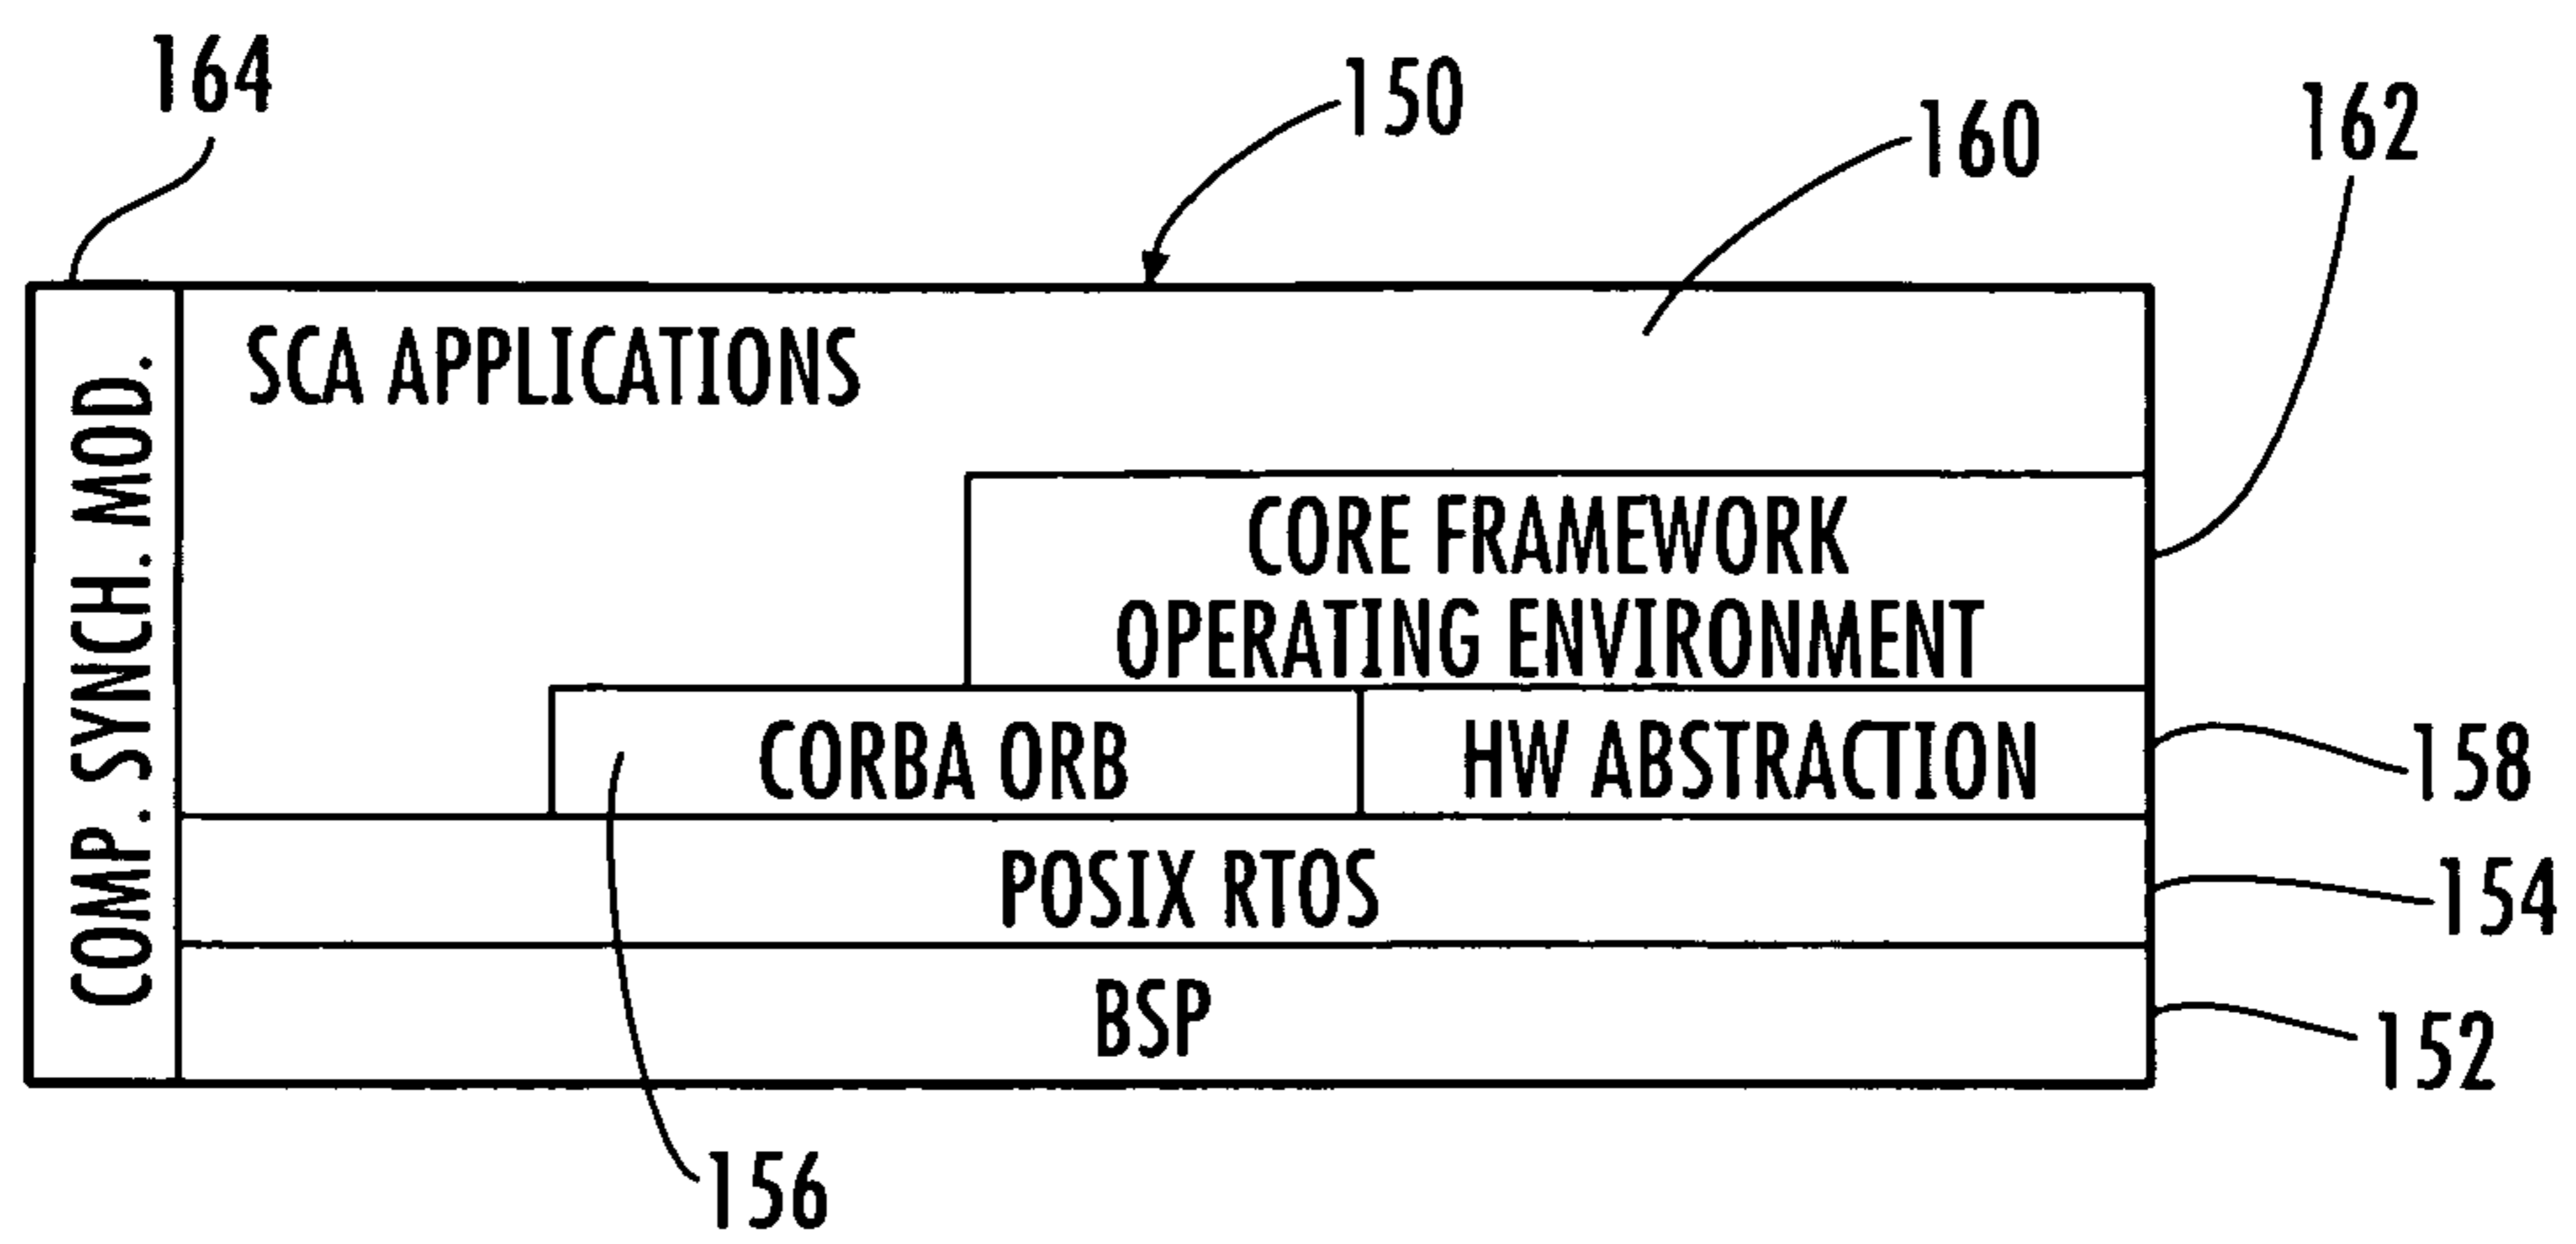 164
150
160
162
COMP. SYNCH. MOD.
SCA APPLICATIONS
CORE FRAMEWORK
OPERATING ENVIRONMENT
CORBA ORB
HW ABSTRACTION
158
POSIX RTOS
154
BSP
152
156